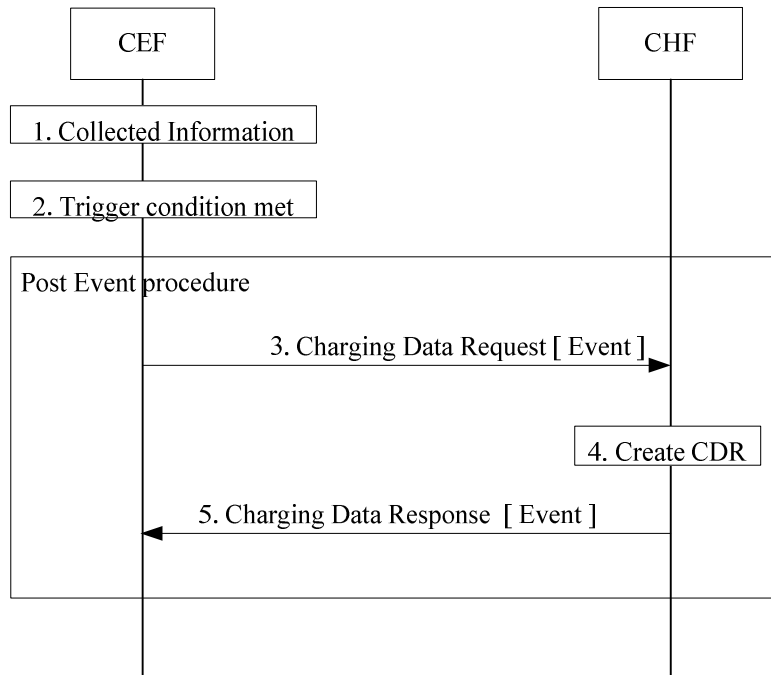 CEF
CHF
1. Collected Information
2. Trigger condition met
Post Event procedure
3. Charging Data Request [ Event ]
4. Create CDR
5. Charging Data Response [ Event ]